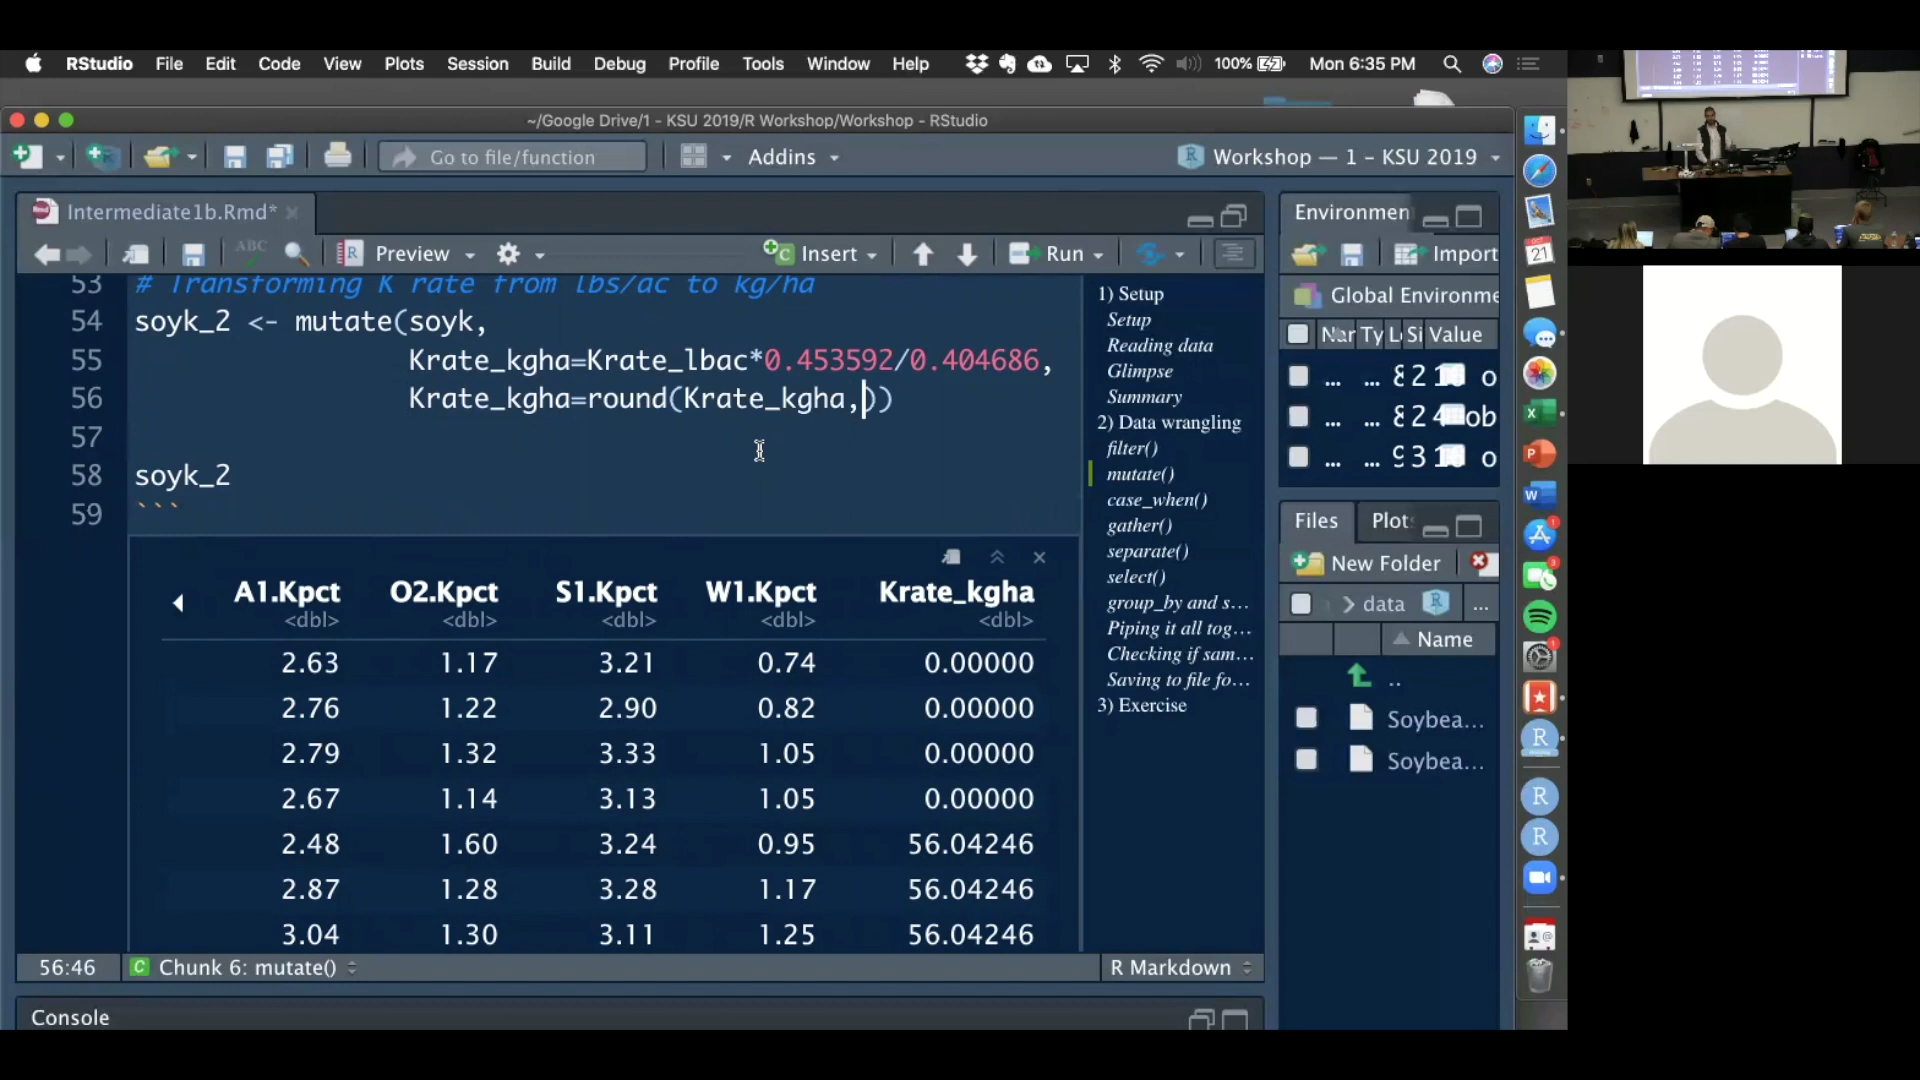 RStudio File Edit Code View Plots Session Build Debug Profile Tools Window Help 100% Mon 6:35 PM
~/Google Drive/1 - KSU 2019/R Workshop/Workshop - RStudio
Go to file/function Addins Workshop — 1 - KSU 2019
Intermediate1b.Rmd*
ABC Preview Insert Run
53 # Transforming K rate from lbs/ac to kg/ha
54 soyk_2 <- mutate(soyk,
55 Krate_kgha=Krate_lbac*0.453592/0.404686,
56 Krate_kgha=round(Krate_kgha,))
57
58 soyk_2
59 ```
A1.Kpct O2.Kpct S1.Kpct W1.Kpct Krate_kgha
<dbl> <dbl> <dbl> <dbl> <dbl>
2.63 1.17 3.21 0.74 0.00000
2.76 1.22 2.90 0.82 0.00000
2.79 1.32 3.33 1.05 0.00000
2.67 1.14 3.13 1.05 0.00000
2.48 1.60 3.24 0.95 56.04246
2.87 1.28 3.28 1.17 56.04246
3.04 1.30 3.11 1.25 56.04246
56:46 Chunk 6: mutate() R Markdown
Console
1) Setup
Setup
Reading data
Glimpse
Summary
2) Data wrangling
filter()
mutate()
case_when()
gather()
separate()
select()
group_by and s...
Piping it all tog...
Checking if sam...
Saving to file fo...
3) Exercise
Environmen
Import
Global Environme
Ty Si Value
Files Plot
New Folder
data ...
Name
..
Soybea...
Soybea...
OCT
21